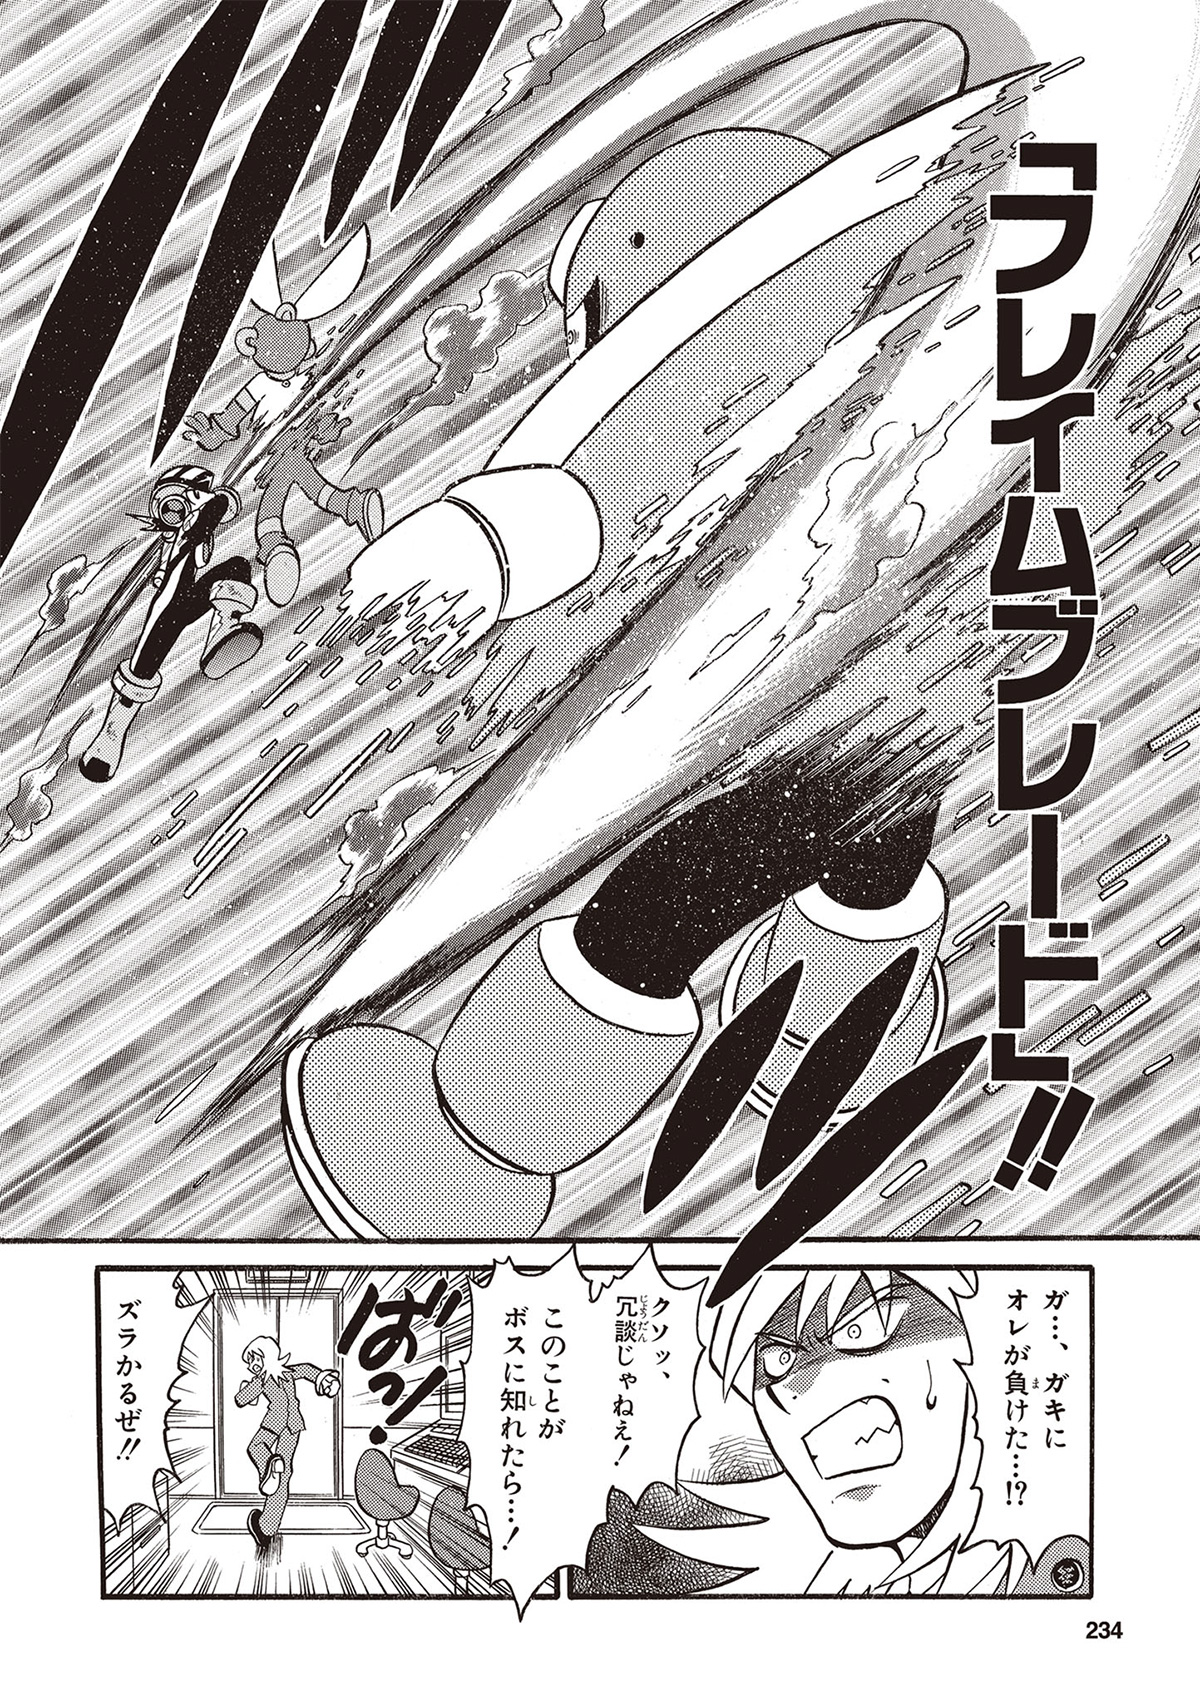 「フレイムブレード」!!
ガ…、ガキに
オレが負けた…!?
クソッ、
冗談じゃねぇ!
このことが
ボスに知れたら…!
ばっ!
ズラかるぜ!!
234